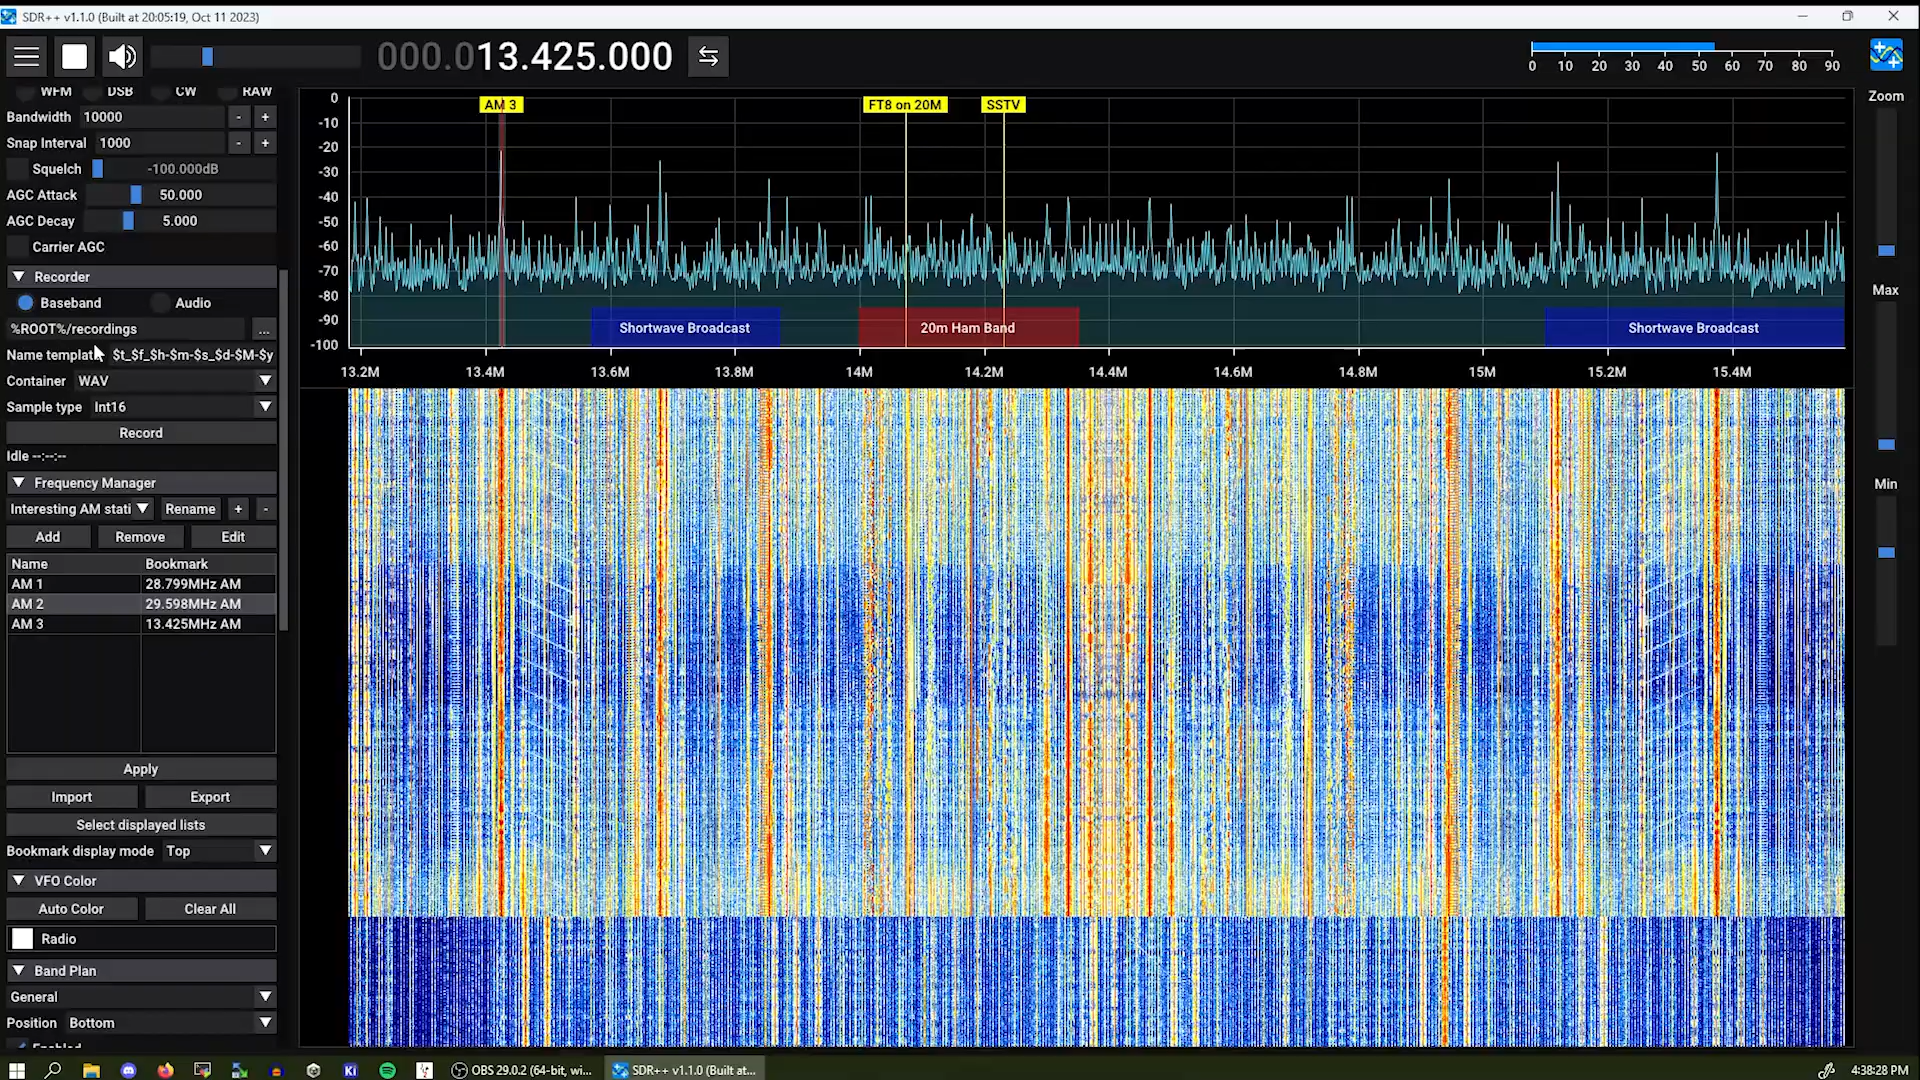 SDR++ v1.1.0 (Built at 20:05:19, Oct 11 2023)
000.013.425.000
0 10 20 30 40 50 60 70 80 90
WFM DSB CW RAW
Bandwidth 10000 - +
Snap Interval 1000 - +
Squelch -100.000dB
AGC Attack 50.000
AGC Decay 5.000
Carrier AGC
Recorder
Baseband Audio
%ROOT%/recordings ...
Name template $t_$f_$h-$m-$s_$d-$M-$y
Container WAV
Sample type Int16
Record
Idle --:--:--
Frequency Manager
Interesting AM stati Rename + -
Add Remove Edit
Name Bookmark
AM 1 28.799MHz AM
AM 2 29.598MHz AM
AM 3 13.425MHz AM
Apply
Import Export
Select displayed lists
Bookmark display mode Top
VFO Color
Auto Color Clear All
Radio
Band Plan
General
Position Bottom
Enabled
AM 3 FT8 on 20M SSTV
0
-10
-20
-30
-40
-50
-60
-70
-80
-90
-100
Shortwave Broadcast 20m Ham Band Shortwave Broadcast
13.2M 13.4M 13.6M 13.8M 14M 14.2M 14.4M 14.6M 14.8M 15M 15.2M 15.4M
Zoom
Max
Min
Ki OBS 29.0.2 (64-bit, wi... SDR++ v1.1.0 (Built at... 4:38:28 PM